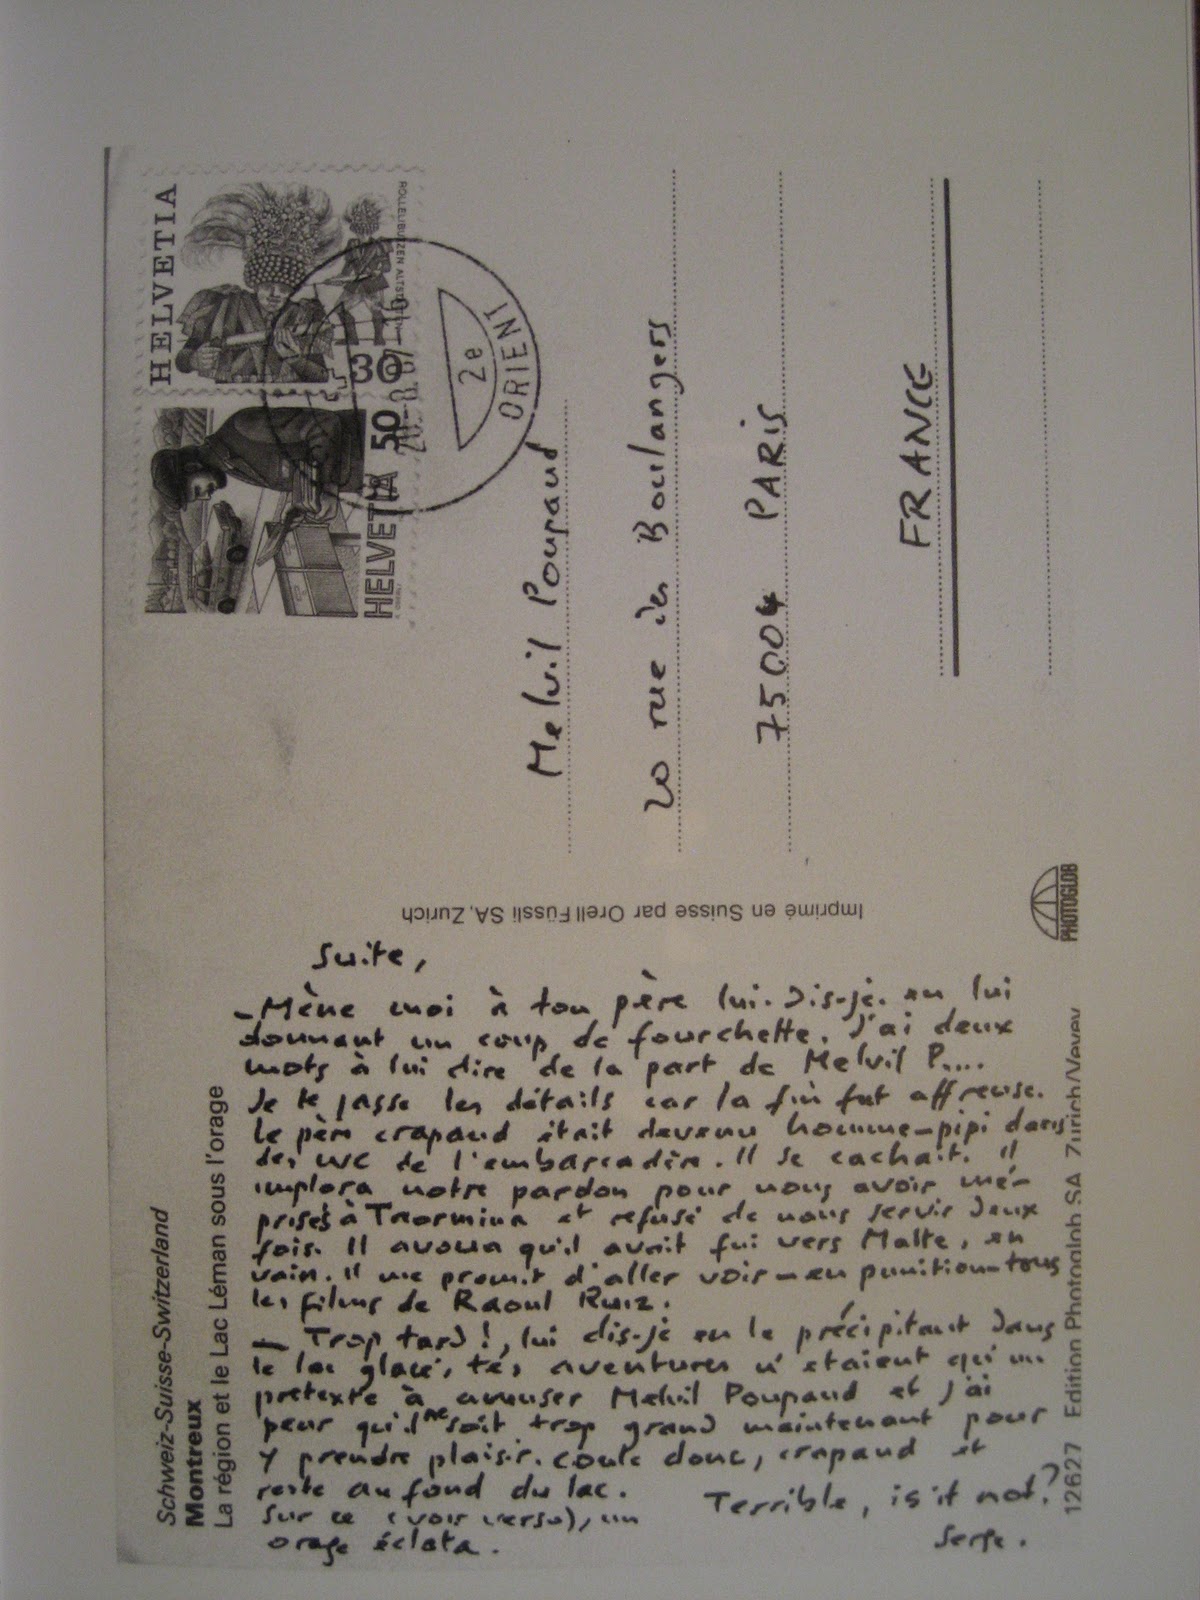 Schweiz-Suisse-Switzerland
Montreux
La région et le Lac Léman sous l'orage
HELVETIA
30
HELVETIA 50
2e
ORIENT
Melvil Poupaud
20 rue des Boulangers
75004 PARIS
FRANCE
Imprimé en Suisse par Orell Füssli SA, Zurich
PHOTOGLOB
12627 Edition Photoglob SA Zürich/Vevey
Suite,
– Mène moi à ton père lui-dis-je en lui
donnant un coup de fourchette. J'ai deux
mots à lui dire de la part de Melvil P....
Je te passe les détails car la fin fut affreuse.
Le père crapaud était devenu homme-pipi dans
des WC de l'embarcadère. Il se cachait. Il
implora notre pardon pour nous avoir mé-
prisés à Taormina et refusé de nous servir deux
fois. Il avoua qu'il avait fui vers Malte, en
vain. Il me promit d'aller voir – en punition – tous
les films de Raoul Ruiz.
– Trop tard !, lui dis-je en le précipitant dans
le lac glacé, tes aventures n'étaient qu'un
prétexte à amuser Melvil Poupaud et j'ai
peur qu'il ne soit trop grand maintenant pour
y prendre plaisir. Coule donc, crapaud et
reste au fond du lac.
Sur ce (voir verso), un
orage éclata.
Terrible, is it not?
Serge.